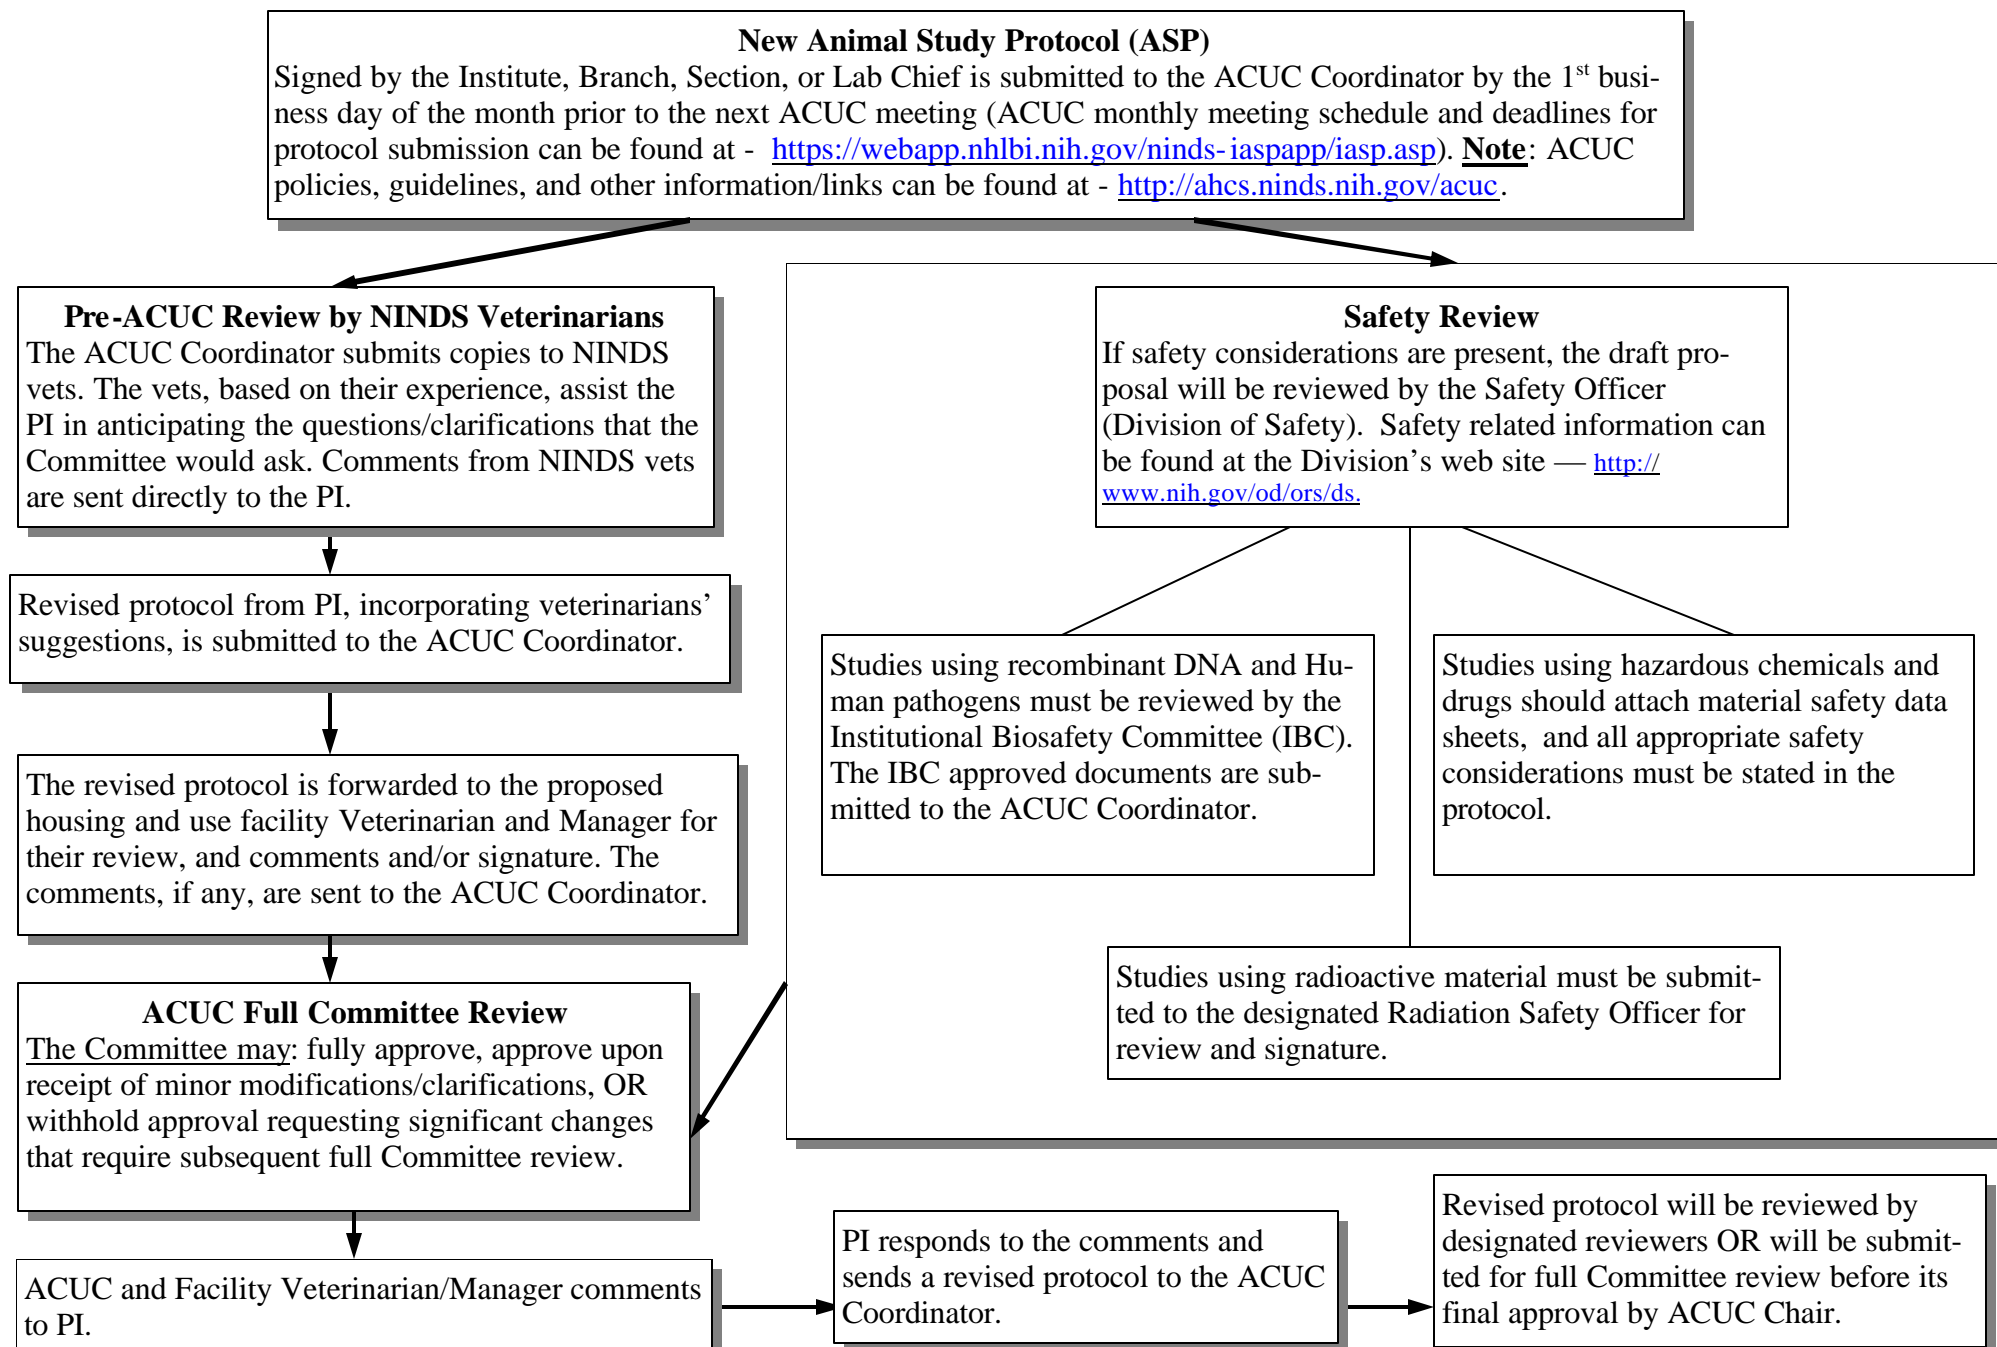 New Animal Study Protocol (ASP)
Signed by the Institute, Branch, Section, or Lab Chief is submitted to the ACUC Coordinator by the 1st busi-
ness day of the month prior to the next ACUC meeting (ACUC monthly meeting schedule and deadlines for
protocol submission can be found at - https://webapp.nhlbi.nih.gov/ninds-iaspapp/iasp.asp). Note: ACUC
policies, guidelines, and other information/links can be found at - http://ahcs.ninds.nih.gov/acuc.
Pre-ACUC Review by NINDS Veterinarians
The ACUC Coordinator submits copies to NINDS
vets. The vets, based on their experience, assist the
PI in anticipating the questions/clarifications that the
Committee would ask. Comments from NINDS vets
are sent directly to the PI.
Safety Review
If safety considerations are present, the draft pro-
posal will be reviewed by the Safety Officer
(Division of Safety).  Safety related information can
be found at the Division's web site — http://
www.nih.gov/od/ors/ds.
Revised protocol from PI, incorporating veterinarians'
suggestions, is submitted to the ACUC Coordinator.
Studies using recombinant DNA and Hu-
man pathogens must be reviewed by the
Institutional Biosafety Committee (IBC).
The IBC approved documents are sub-
mitted to the ACUC Coordinator.
Studies using hazardous chemicals and
drugs should attach material safety data
sheets,  and all appropriate safety
considerations must be stated in the
protocol.
The revised protocol is forwarded to the proposed
housing and use facility Veterinarian and Manager for
their review, and comments and/or signature. The
comments, if any, are sent to the ACUC Coordinator.
Studies using radioactive material must be submit-
ted to the designated Radiation Safety Officer for
review and signature.
ACUC Full Committee Review
The Committee may: fully approve, approve upon
receipt of minor modifications/clarifications, OR
withhold approval requesting significant changes
that require subsequent full Committee review.
ACUC and Facility Veterinarian/Manager comments
to PI.
PI responds to the comments and
sends a revised protocol to the ACUC
Coordinator.
Revised protocol will be reviewed by
designated reviewers OR will be submit-
ted for full Committee review before its
final approval by ACUC Chair.